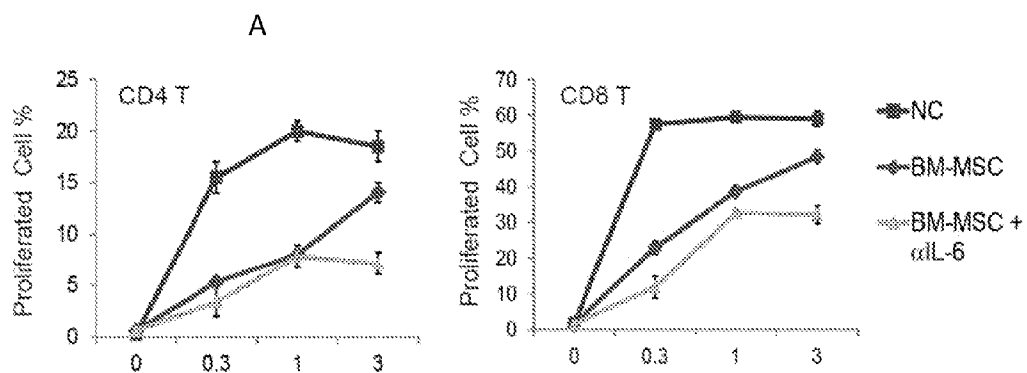 A
CD4 T
Proliferated Cell %
25
20
15
10
5
0
0 0.3 1 3
CD8 T
Proliferated Cell %
70
60
50
40
30
20
10
0
0 0.3 1 3
NC
BM-MSC
BM-MSC +
αIL-6